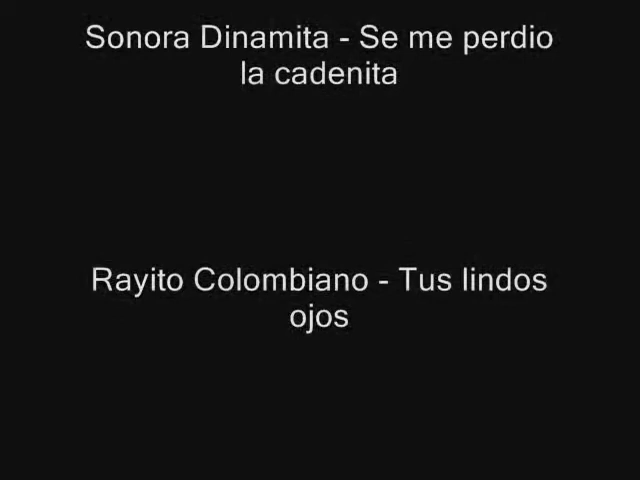 Sonora Dinamita - Se me perdio
la cadenita
Rayito Colombiano - Tus lindos
ojos